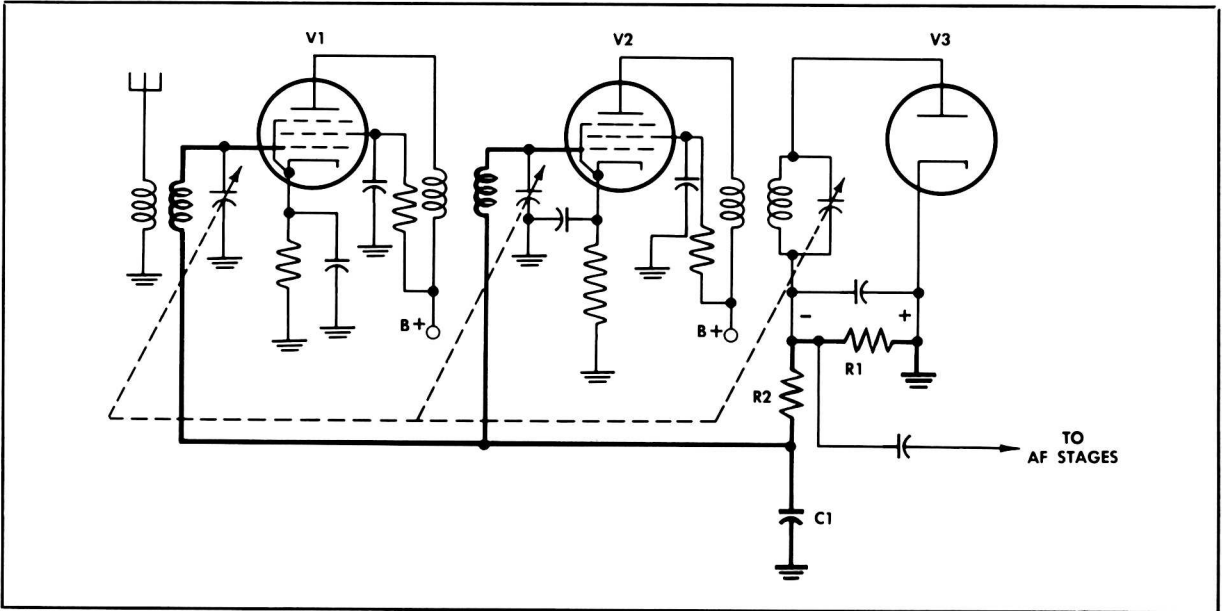 V1
V2
V3
B+
B+
-
+
R1
R2
TO
AF STAGES
C1